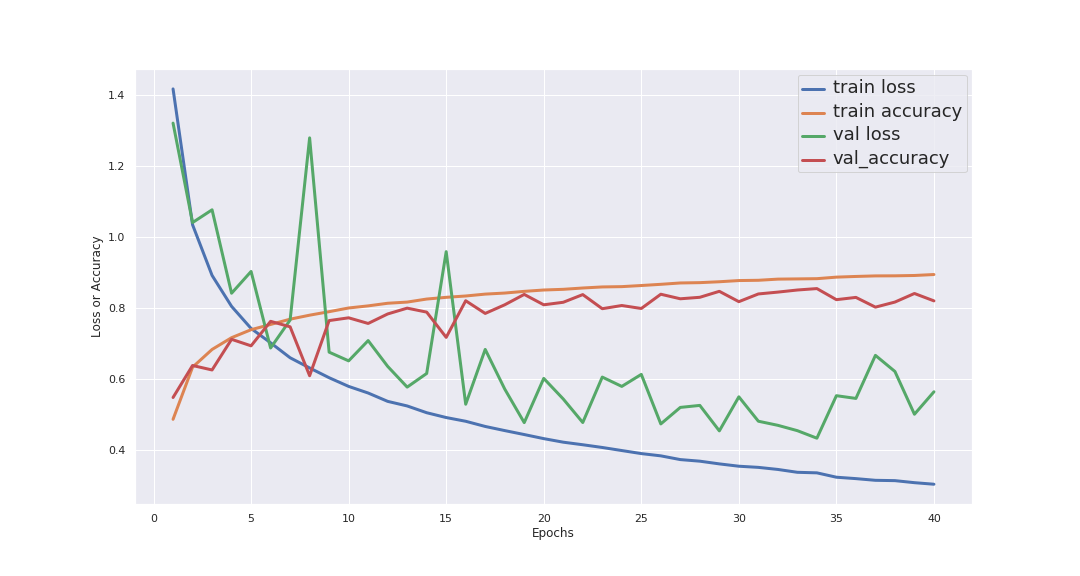 train loss
train accuracy
val loss
val_accuracy
1.4
1.2
1.0
0.8
0.6
0.4
Loss or Accuracy
0 5 10 15 20 25 30 35 40
Epochs